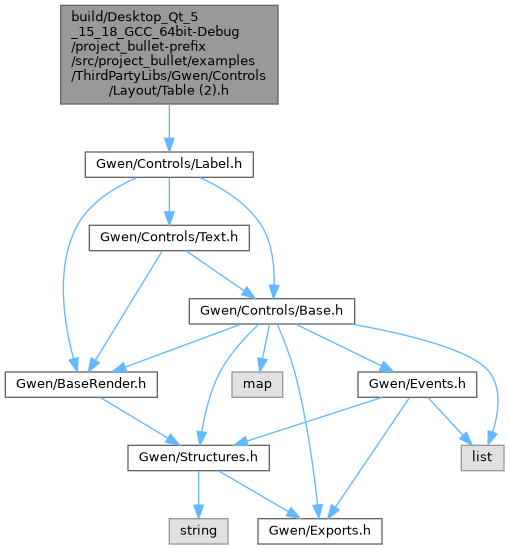 build/Desktop_Qt_5
_15_18_GCC_64bit-Debug
/project_bullet-prefix
/src/project_bullet/examples
/ThirdPartyLibs/Gwen/Controls
/Layout/Table (2).h
Gwen/Controls/Label.h
Gwen/Controls/Text.h
Gwen/Controls/Base.h
Gwen/BaseRender.h
map
Gwen/Events.h
Gwen/Structures.h
list
string
Gwen/Exports.h